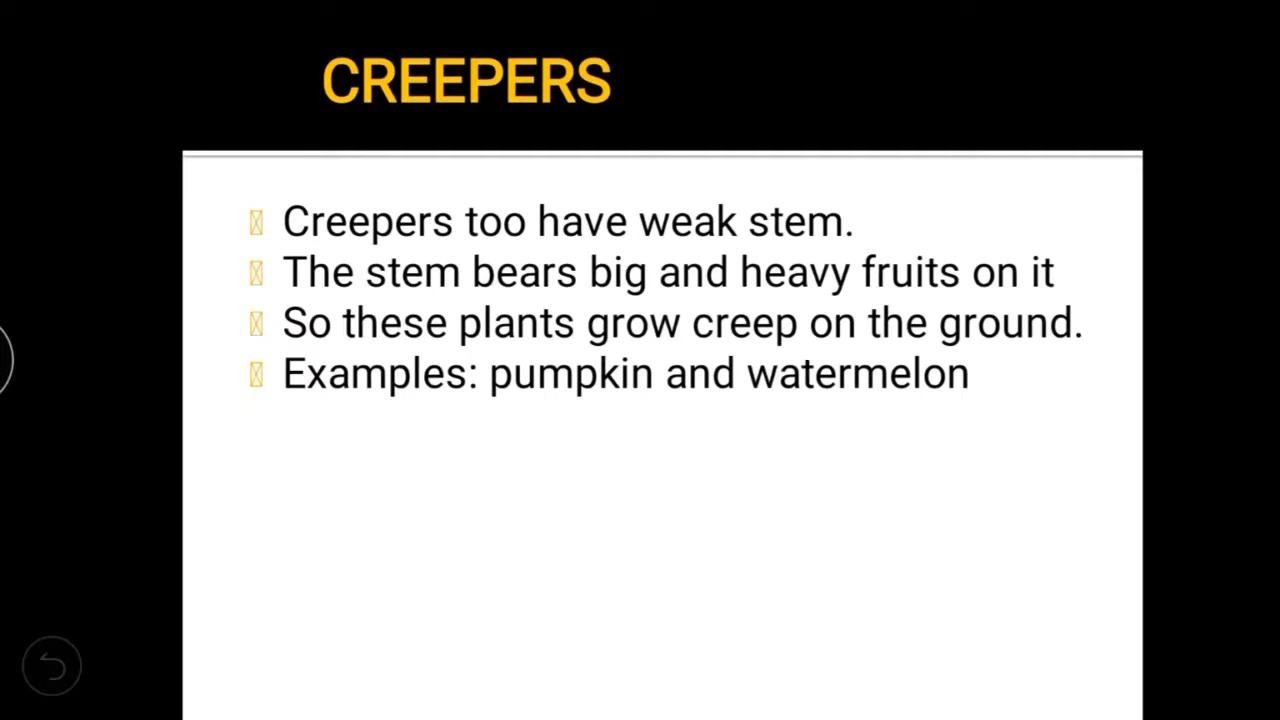 CREEPERS
Creepers too have weak stem.
The stem bears big and heavy fruits on it
So these plants grow creep on the ground.
Examples: pumpkin and watermelon